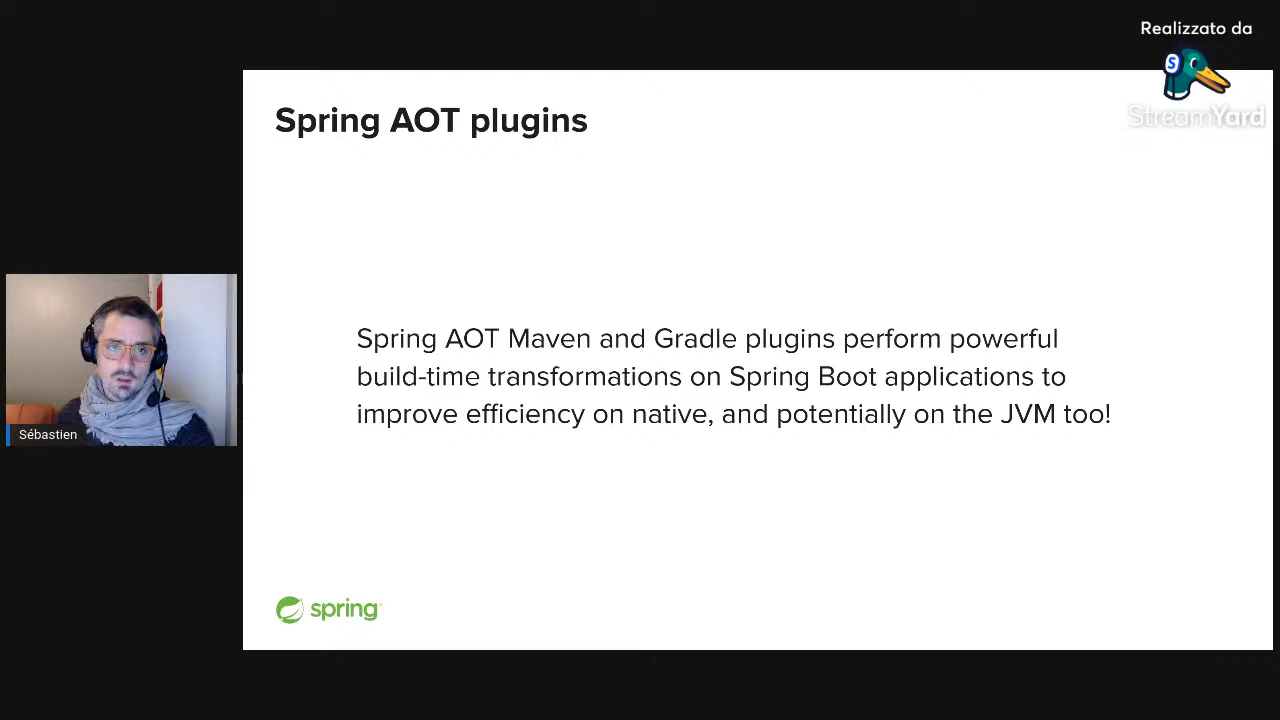 Realizzato da
StreamYard
Spring AOT plugins
Spring AOT Maven and Gradle plugins perform powerful
build-time transformations on Spring Boot applications to
improve efficiency on native, and potentially on the JVM too!
Sébastien
spring